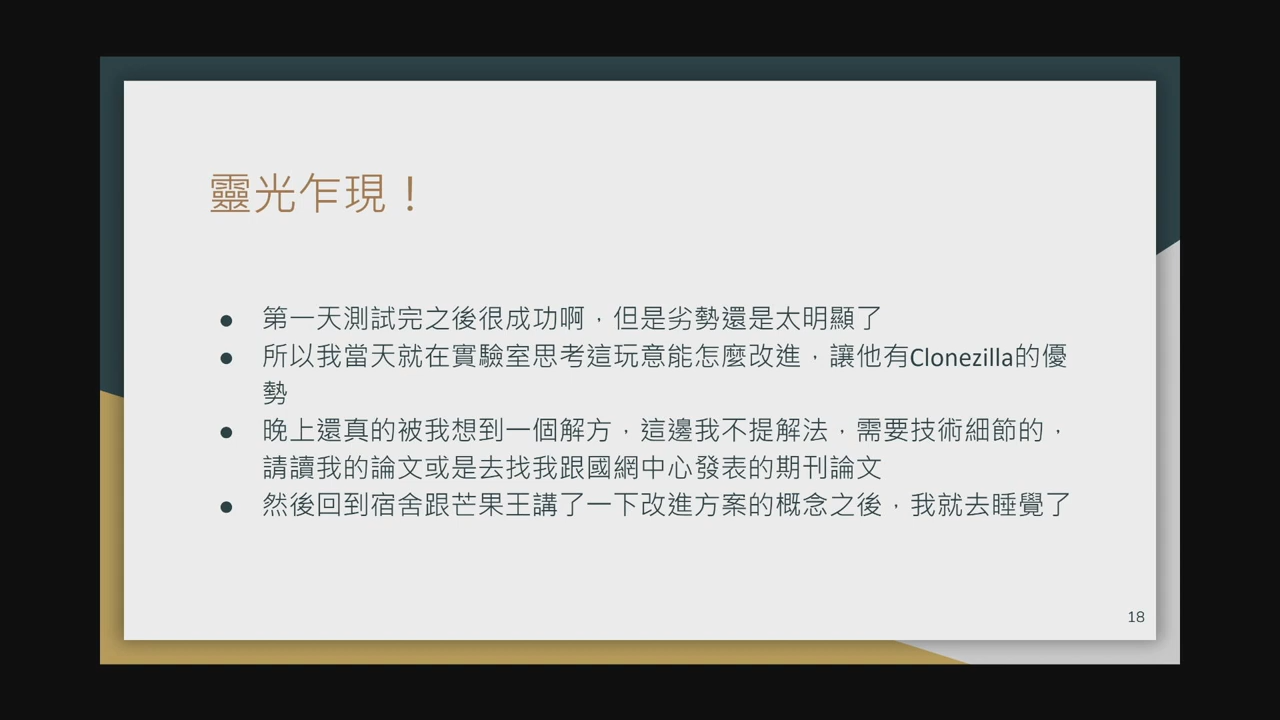 靈光乍現！
● 第一天測試完之後很成功啊，但是劣勢還是太明顯了
● 所以我當天就在實驗室思考這玩意能怎麼改進，讓他有Clonezilla的優
勢
● 晚上還真的被我想到一個解方，這邊我不提解法，需要技術細節的，
請讀我的論文或是去找我跟國網中心發表的期刊論文
● 然後回到宿舍跟芒果王講了一下改進方案的概念之後，我就去睡覺了
18